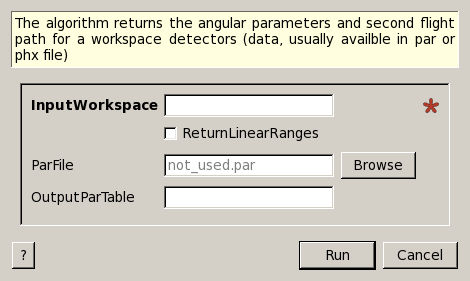 The algorithm returns the angular parameters and second flight
path for a workspace detectors (data, usually availble in par or
phx file)
InputWorkspace *
ReturnLinearRanges
ParFile not_used.par Browse
OutputParTable
? Run Cancel